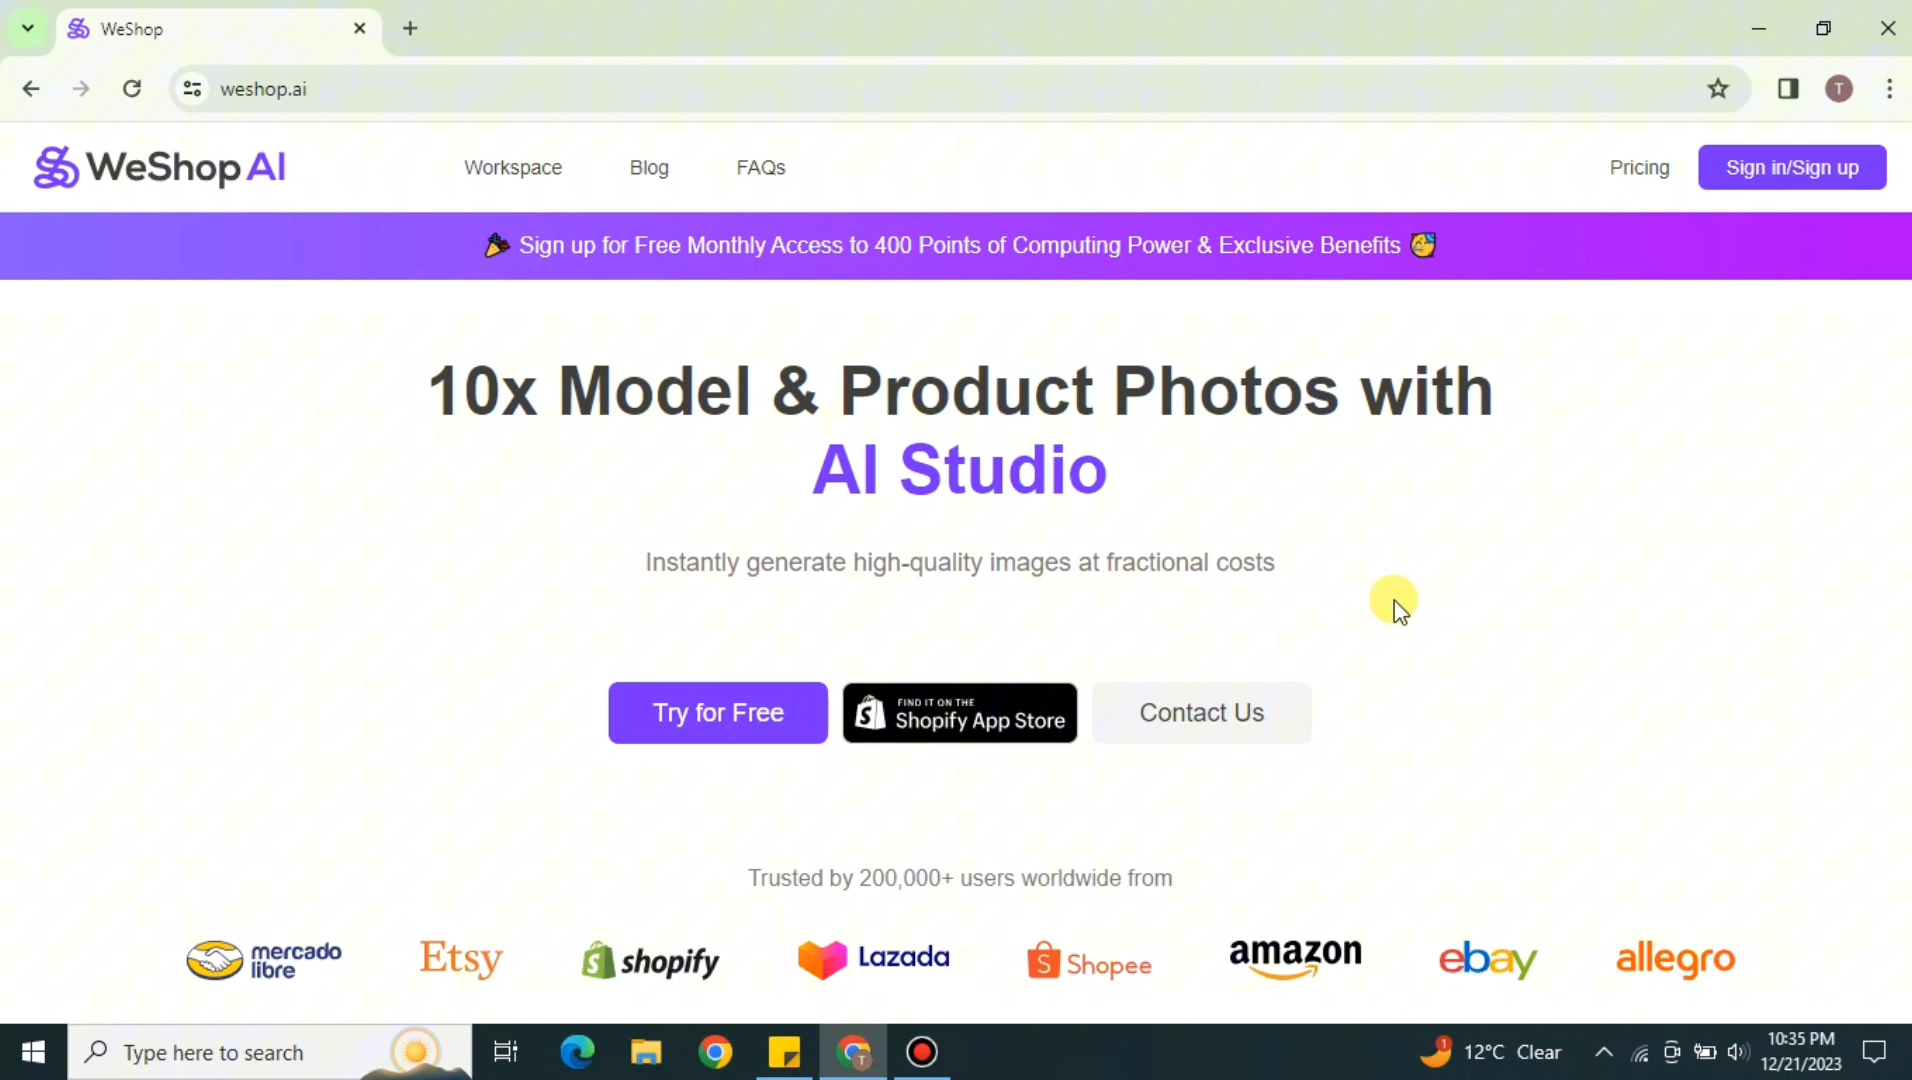 WeShop
weshop.ai
T
WeShop AI
Workspace
Blog
FAQs
Pricing
Sign in/Sign up
Sign up for Free Monthly Access to 400 Points of Computing Power & Exclusive Benefits
10x Model & Product Photos with
AI Studio
Instantly generate high-quality images at fractional costs
Try for Free
FIND IT ON THE
Shopify App Store
Contact Us
Trusted by 200,000+ users worldwide from
mercado
libre
Etsy
shopify
Lazada
S Shopee
amazon
ebay
allegro
Type here to search
T
1
12°C Clear
10:35 PM
12/21/2023